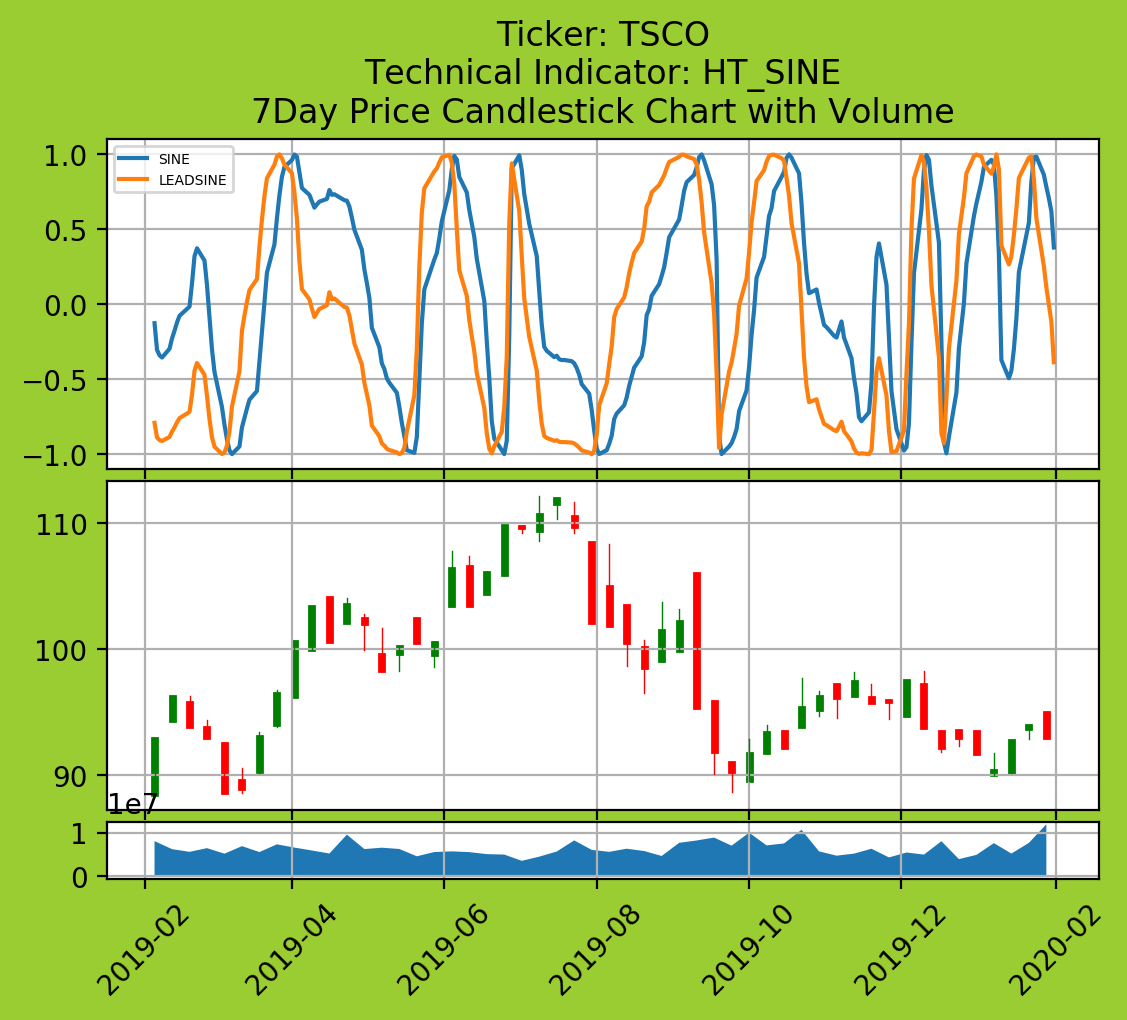 Ticker: TSCO
Technical Indicator: HT_SINE
7Day Price Candlestick Chart with Volume
SINE
LEADSINE
1.0
0.5
0.0
−0.5
−1.0
110
100
90
1e7
1
0
2019-02
2019-04
2019-06
2019-08
2019-10
2019-12
2020-02